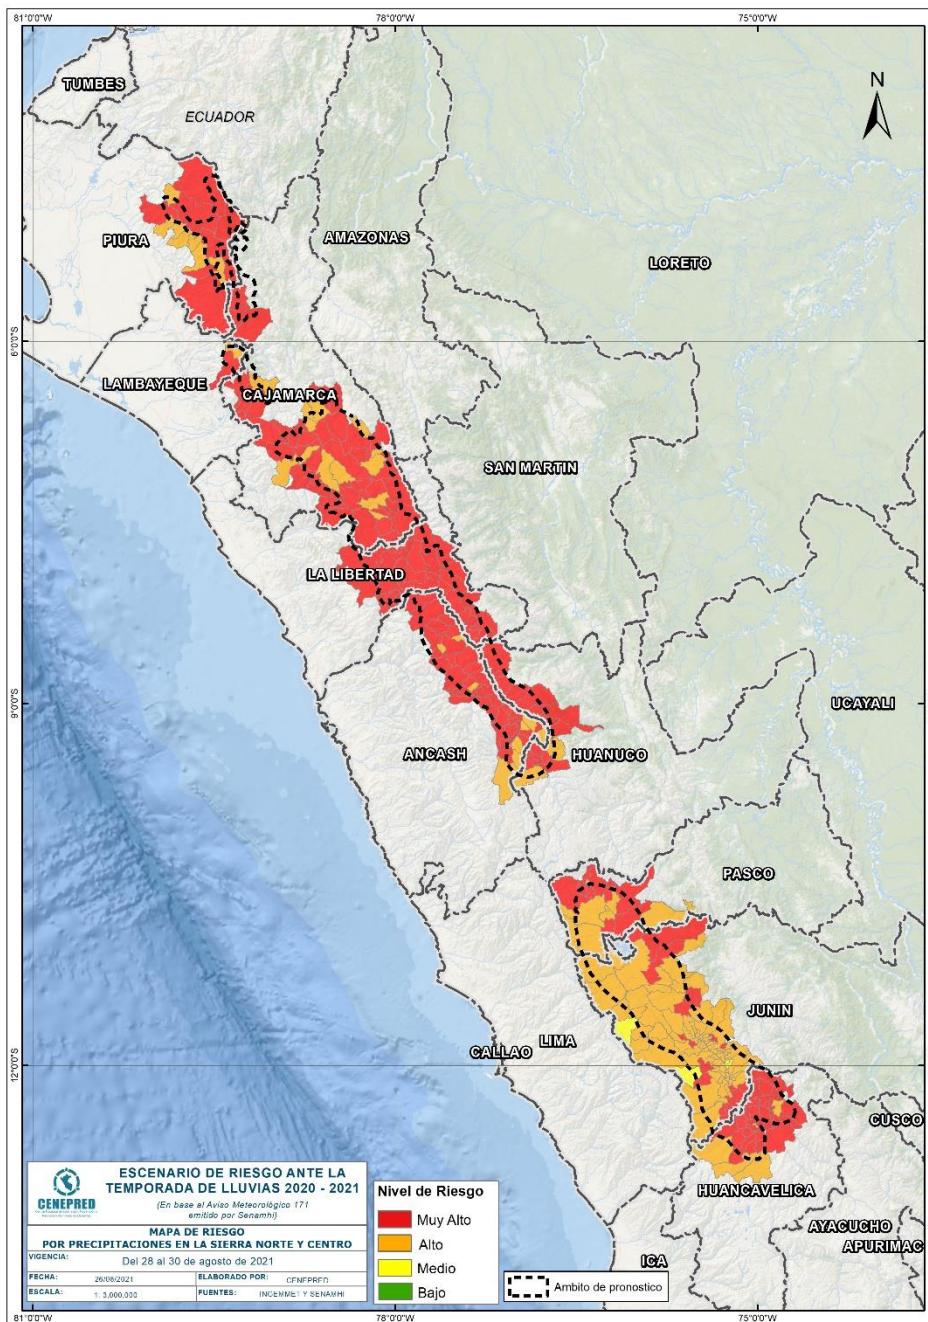 81°0'0"W
78°0'0"W
75°0'0"W
N
TUMBES
ECUADOR
PIURA
AMAZONAS
LORETO
6°0'0"S
LAMBAYEQUE
CAJAMARCA
SAN MARTIN
LA LIBERTAD
9°0'0"S
UCAYALI
ANCASH
HUANUCO
PASCO
JUNIN
LIMA
CALLAO
12°0'0"S
CUSCO
HUANCAVELICA
AYACUCHO
APURIMAC
ICA
CENEPRED
ESCENARIO DE RIESGO ANTE LA
TEMPORADA DE LLUVIAS 2020 - 2021
(En base al Aviso Meteorológico 171
emitido por Senamhi)
MAPA DE RIESGO
POR PRECIPITACIONES EN LA SIERRA NORTE Y CENTRO
VIGENCIA: Del 28 al 30 de agosto de 2021
FECHA: 26/08/2021 ELABORADO POR: CENEPRED
ESCALA: 1: 3,000,000 FUENTES: INGEMMET Y SENAMHI
Nivel de Riesgo
Muy Alto
Alto
Medio
Bajo
Ámbito de pronostico
81°0'0"W
78°0'0"W
75°0'0"W